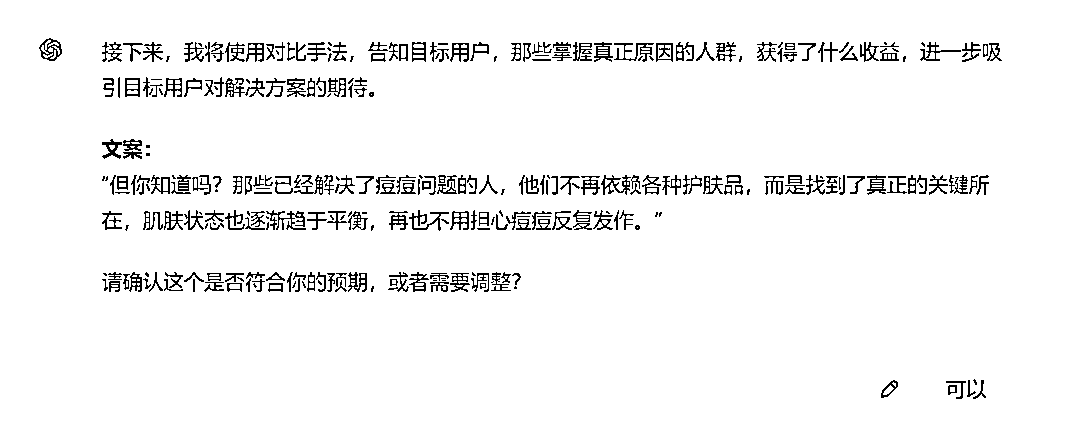 接下来，我将使用对比手法，告知目标用户，那些掌握真正原因的人群，获得了什么收益，进一步吸
引目标用户对解决方案的期待。
文案：
“但你知道吗？那些已经解决了痘痘问题的人，他们不再依赖各种护肤品，而是找到了真正的关键所
在，肌肤状态也逐渐趋于平衡，再也不用担心痘痘反复发作。”
请确认这个是否符合你的预期，或者需要调整？
可以